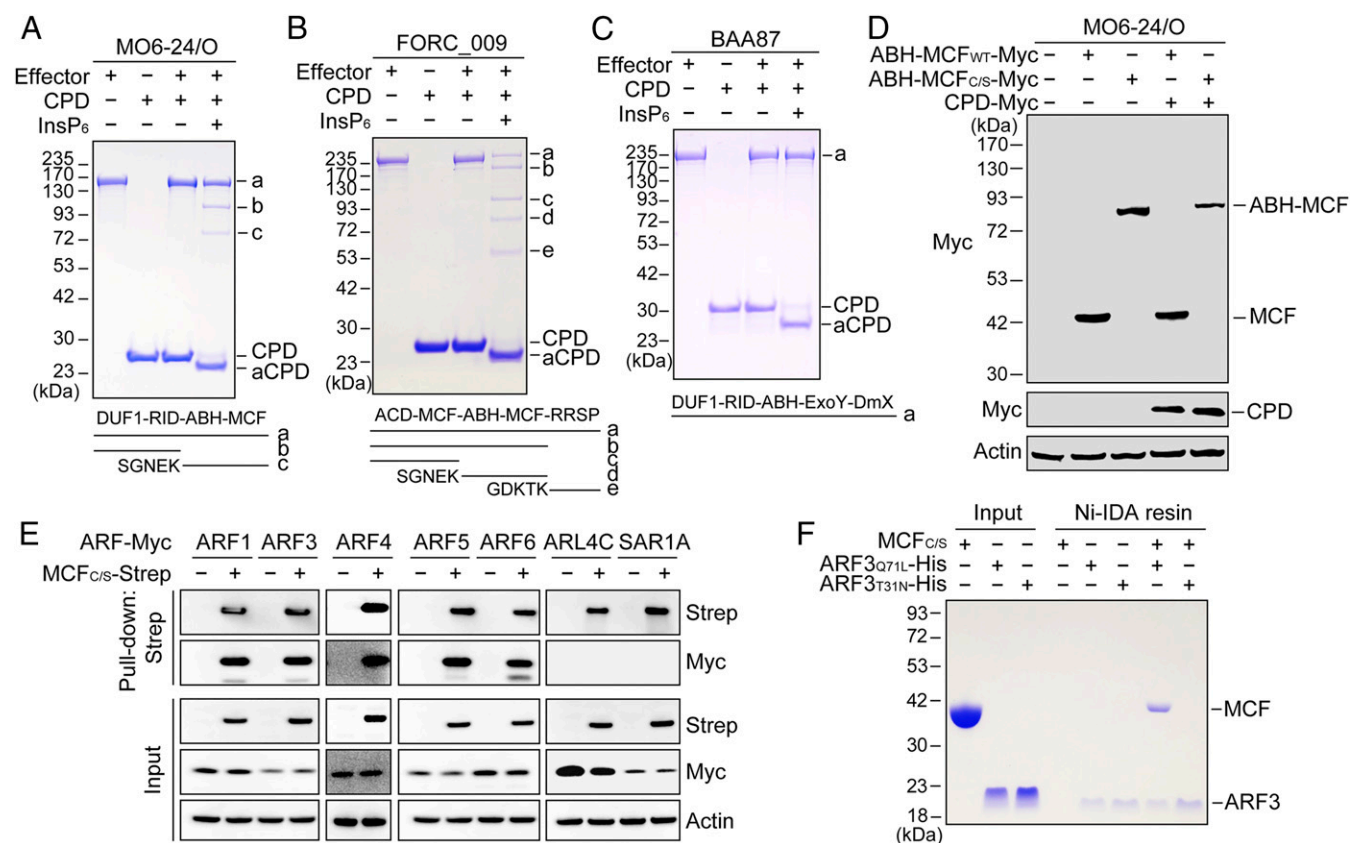 A
MO6-24/O
Effector + – + +
CPD – + + +
InsP6 – – – +
235
170
130
93
72
53
42
30
23
(kDa)
a
b
c
CPD
aCPD
DUF1-RID-ABH-MCF
a
b
SGNEK
c
B
FORC_009
Effector + – + +
CPD – + + +
InsP6 – – – +
235
170
130
93
72
53
42
30
23
(kDa)
a
b
c
d
e
CPD
aCPD
ACD-MCF-ABH-MCF-RRSP
a
b
c
SGNEK
d
GDKTK
e
C
BAA87
Effector + – + +
CPD – + + +
InsP6 – – – +
235
170
130
93
72
53
42
30
23
(kDa)
a
CPD
aCPD
DUF1-RID-ABH-ExoY-DmX
a
D
MO6-24/O
ABH-MCFWT-Myc – + – + –
ABH-MCFC/S-Myc – – + – +
CPD-Myc – – – + +
(kDa)
170
130
93
72
53
42
30
Myc
ABH-MCF
MCF
Myc
CPD
Actin
E
ARF-Myc ARF1 ARF3 ARF4 ARF5 ARF6 ARL4C SAR1A
MCFC/S-Strep – + – + – + – + – + – + – +
Pull-down:
Strep
Strep
Myc
Input
Strep
Myc
Actin
F
Input Ni-IDA resin
MCFC/S + – – + – – + +
ARF3Q71L-His – + – – + – + –
ARF3T31N-His – – + – – + – +
93
72
53
42
30
23
18
(kDa)
MCF
ARF3